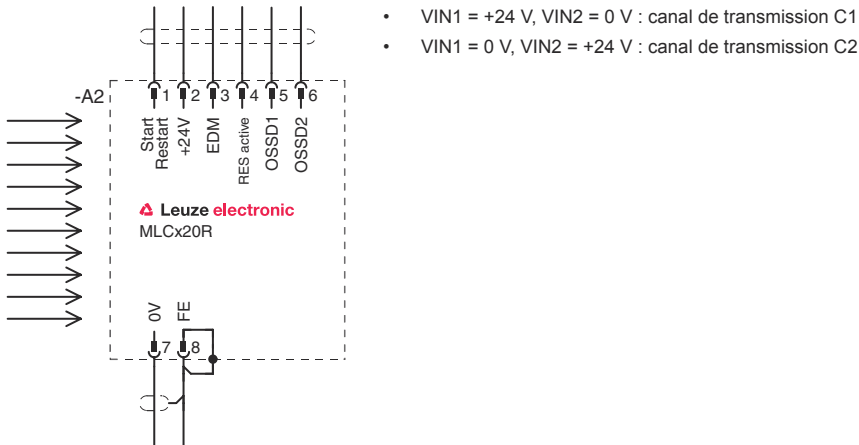 • VIN1 = +24 V, VIN2 = 0 V : canal de transmission C1
• VIN1 = 0 V, VIN2 = +24 V : canal de transmission C2
-A2
1 2 3 4 5 6
Start
Restart
+24V
EDM
RES active
OSSD1
OSSD2
Leuze electronic
MLCx20R
0V
FE
7 8